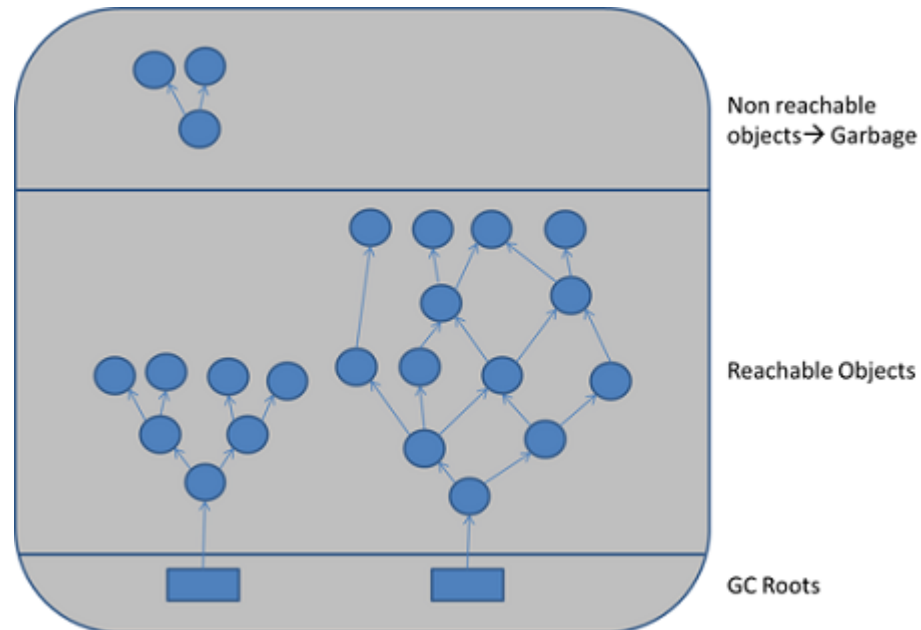 Non reachable
objects→ Garbage
Reachable Objects
GC Roots